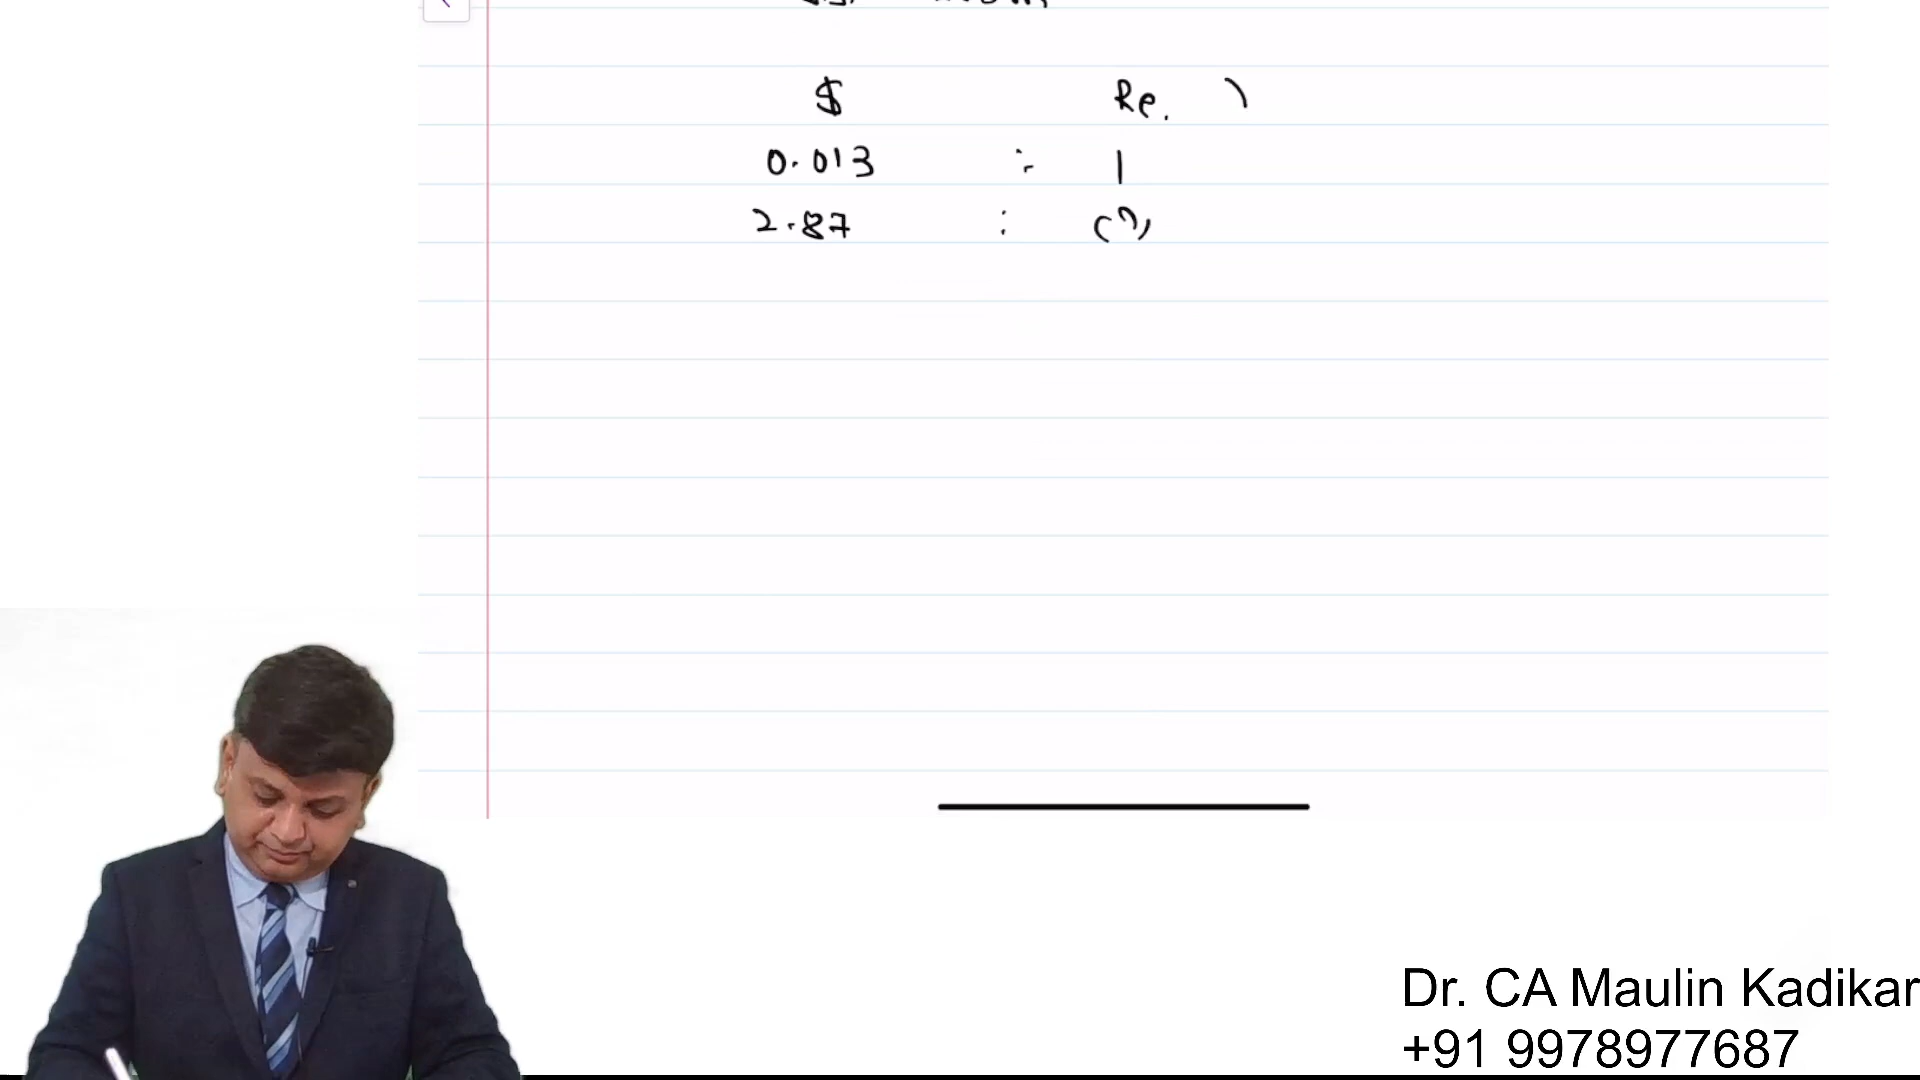 $ Re.
0.013 : 1
2.87 : (?)
Dr. CA Maulin Kadikar
+91 9978977687